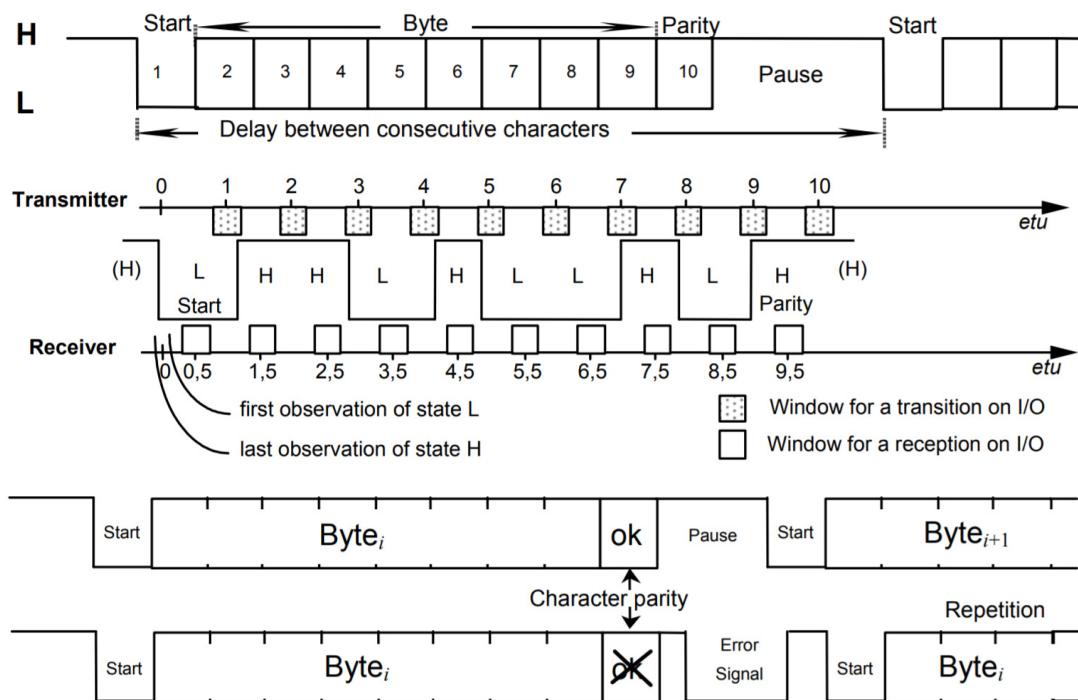 Start Byte Parity Start
H
1 2 3 4 5 6 7 8 9 10 Pause
L
Delay between consecutive characters
0 1 2 3 4 5 6 7 8 9 10
Transmitter
etu
(H) L H H L H L L H L H (H)
Start Parity
Receiver
0 0,5 1,5 2,5 3,5 4,5 5,5 6,5 7,5 8,5 9,5 etu
first observation of state L
Window for a transition on I/O
last observation of state H
Window for a reception on I/O
Start Byteᵢ ok Pause Start Byteᵢ₊₁
Character parity
Repetition
Start Byteᵢ ok Error Start Byteᵢ
Signal